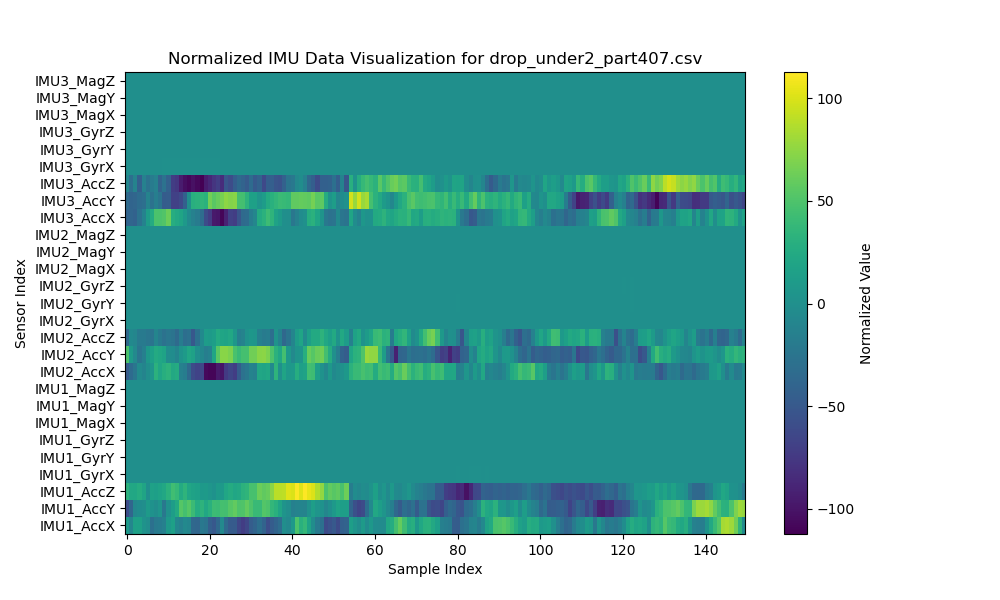 Normalized IMU Data Visualization for drop_under2_part407.csv
IMU3_MagZ
IMU3_MagY
IMU3_MagX
IMU3_GyrZ
IMU3_GyrY
IMU3_GyrX
IMU3_AccZ
IMU3_AccY
IMU3_AccX
IMU2_MagZ
IMU2_MagY
IMU2_MagX
IMU2_GyrZ
IMU2_GyrY
IMU2_GyrX
IMU2_AccZ
IMU2_AccY
IMU2_AccX
IMU1_MagZ
IMU1_MagY
IMU1_MagX
IMU1_GyrZ
IMU1_GyrY
IMU1_GyrX
IMU1_AccZ
IMU1_AccY
IMU1_AccX
Sensor Index
0 20 40 60 80 100 120 140
Sample Index
100
50
0
−50
−100
Normalized Value